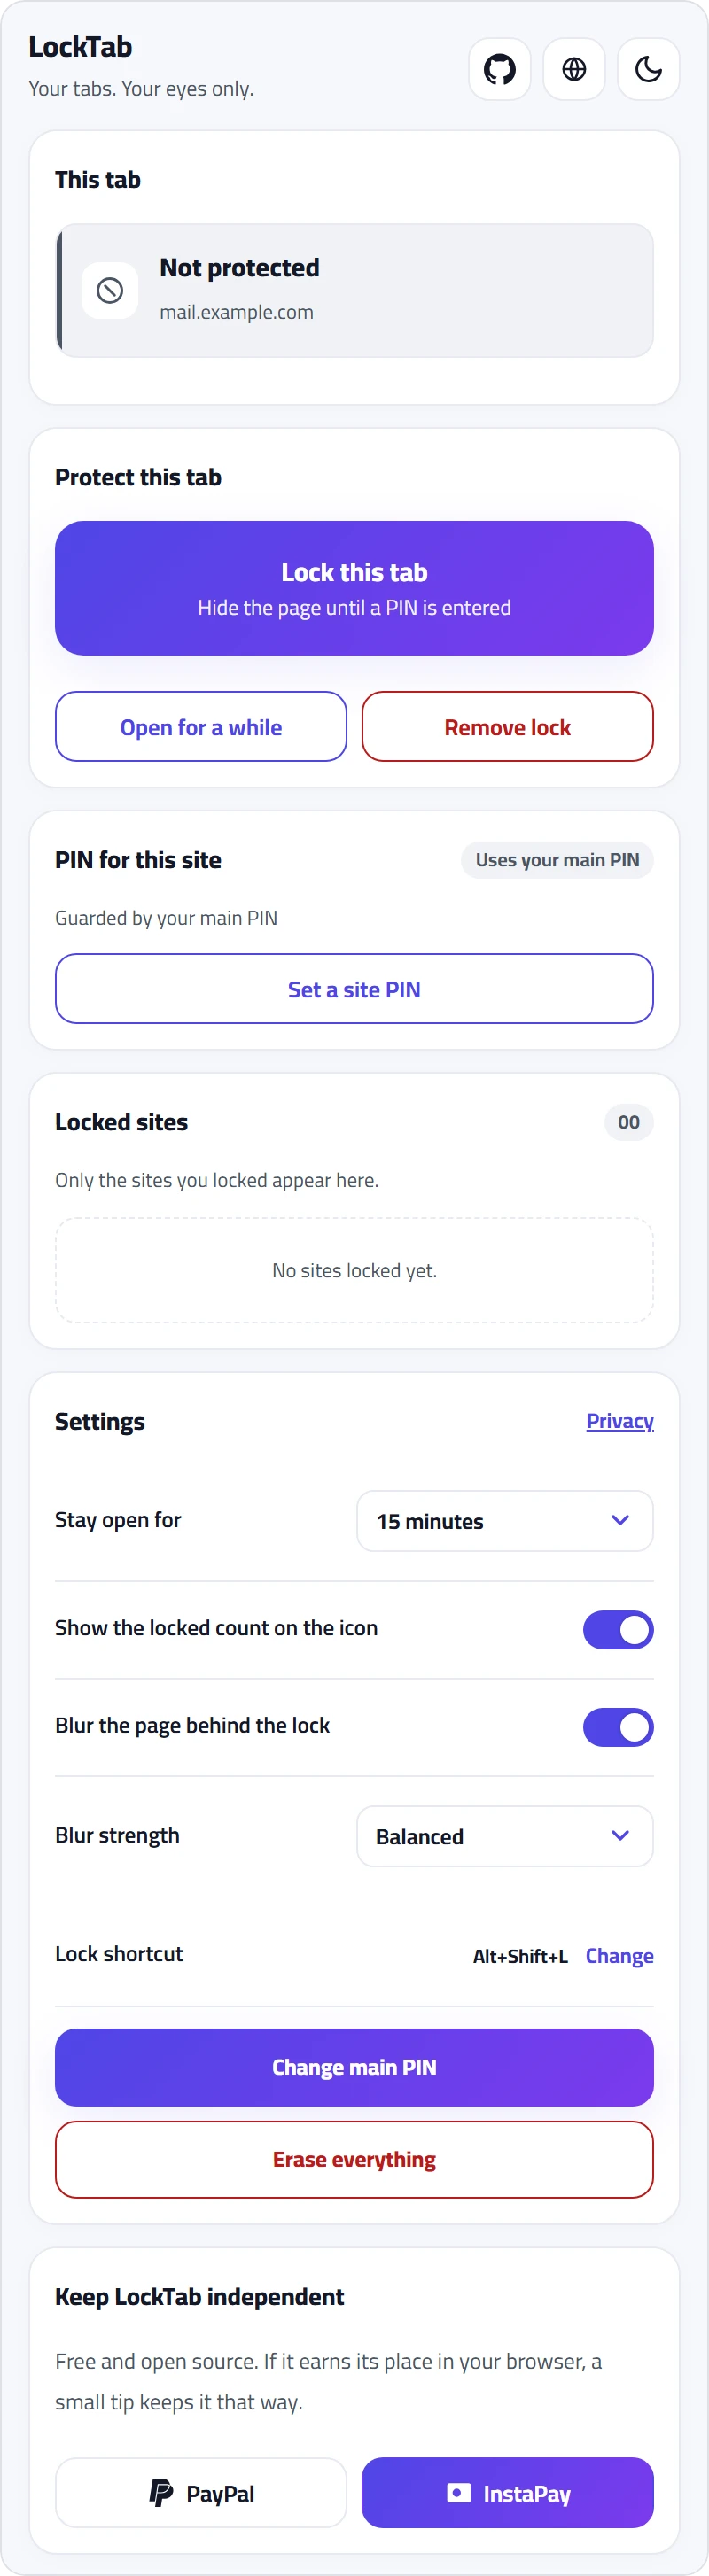 LockTab
Your tabs. Your eyes only.
This tab
Not protected
mail.example.com
Protect this tab
Lock this tab
Hide the page until a PIN is entered
Open for a while
Remove lock
PIN for this site
Uses your main PIN
Guarded by your main PIN
Set a site PIN
Locked sites
00
Only the sites you locked appear here.
No sites locked yet.
Settings
Privacy
Stay open for
15 minutes
Show the locked count on the icon
Blur the page behind the lock
Blur strength
Balanced
Lock shortcut
Alt+Shift+L
Change
Change main PIN
Erase everything
Keep LockTab independent
Free and open source. If it earns its place in your browser, a
small tip keeps it that way.
PayPal
InstaPay